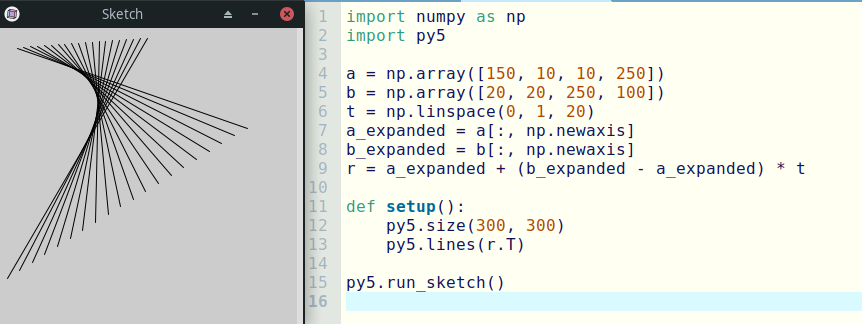 Sketch
1 import numpy as np
2 import py5
3
4 a = np.array([150, 10, 10, 250])
5 b = np.array([20, 20, 250, 100])
6 t = np.linspace(0, 1, 20)
7 a_expanded = a[:, np.newaxis]
8 b_expanded = b[:, np.newaxis]
9 r = a_expanded + (b_expanded - a_expanded) * t
10
11 def setup():
12     py5.size(300, 300)
13     py5.lines(r.T)
14
15 py5.run_sketch()
16